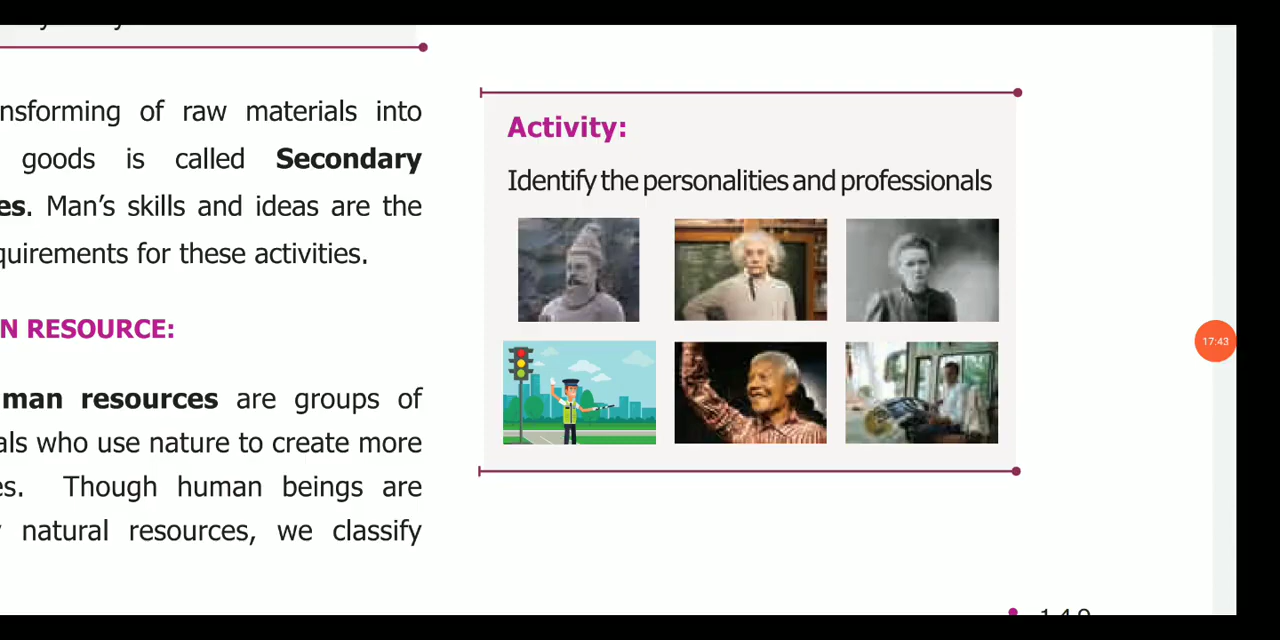 nsforming of raw materials into
goods is called Secondary
es. Man's skills and ideas are the
quirements for these activities.
N RESOURCE:
man resources are groups of
als who use nature to create more
es. Though human beings are
natural resources, we classify
Activity:
Identify the personalities and professionals
17:43